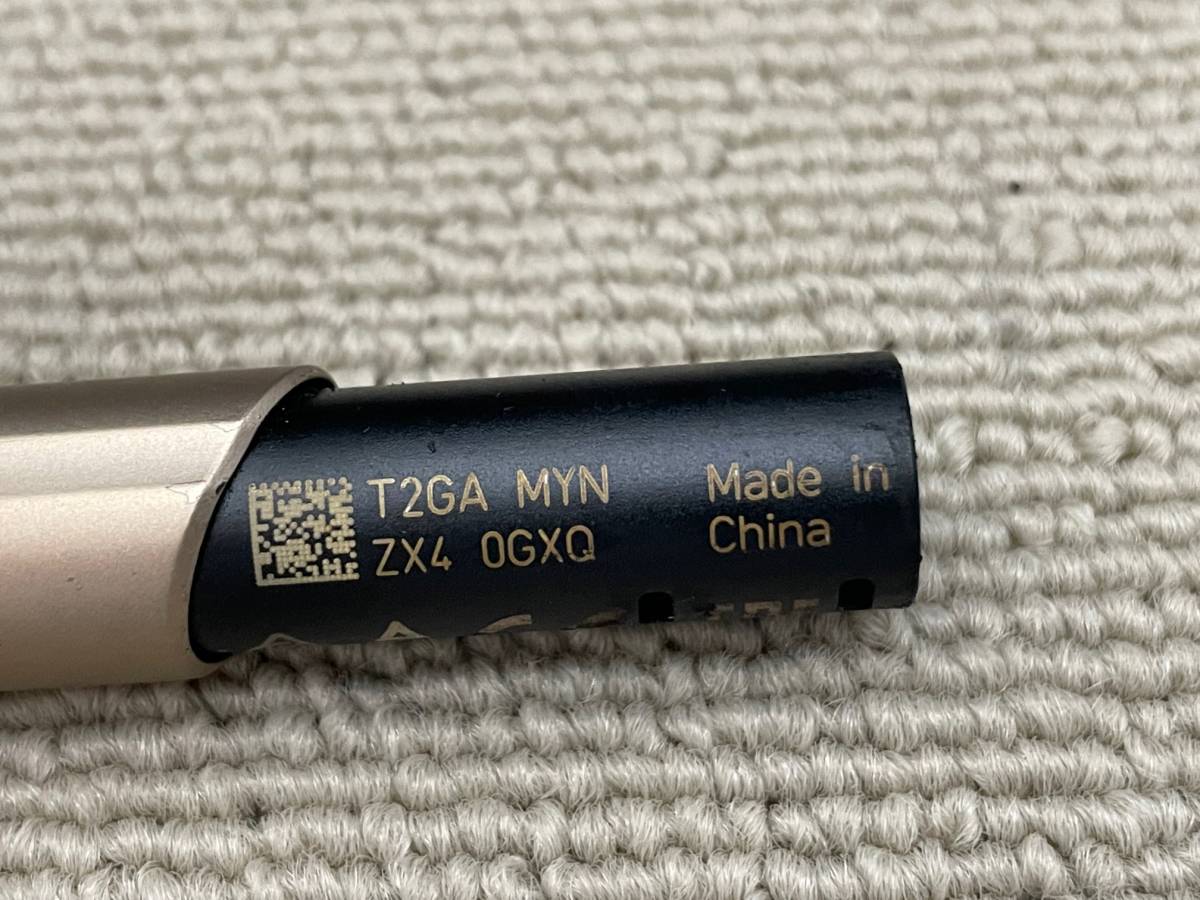 T2GA MYN
ZX4 0GXQ
Made in
China